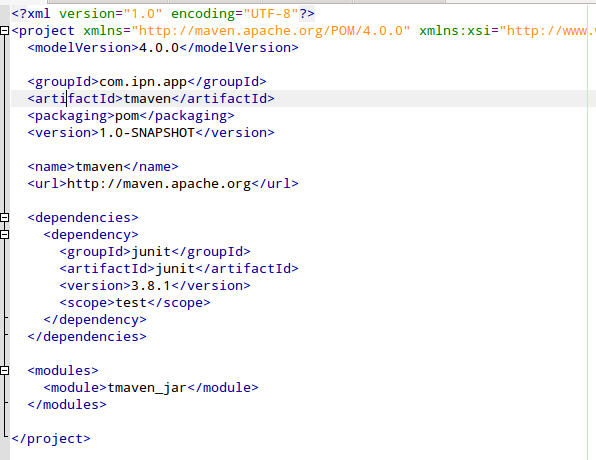 <?xml version="1.0" encoding="UTF-8"?>
<project xmlns="http://maven.apache.org/POM/4.0.0" xmlns:xsi="http://www.
<modelVersion>4.0.0</modelVersion>
<groupId>com.ipn.app</groupId>
<artifactId>tmaven</artifactId>
<packaging>pom</packaging>
<version>1.0-SNAPSHOT</version>
<name>tmaven</name>
<url>http://maven.apache.org</url>
<dependencies>
<dependency>
<groupId>junit</groupId>
<artifactId>junit</artifactId>
<version>3.8.1</version>
<scope>test</scope>
</dependency>
</dependencies>
<modules>
<module>tmaven_jar</module>
</modules>
</project>